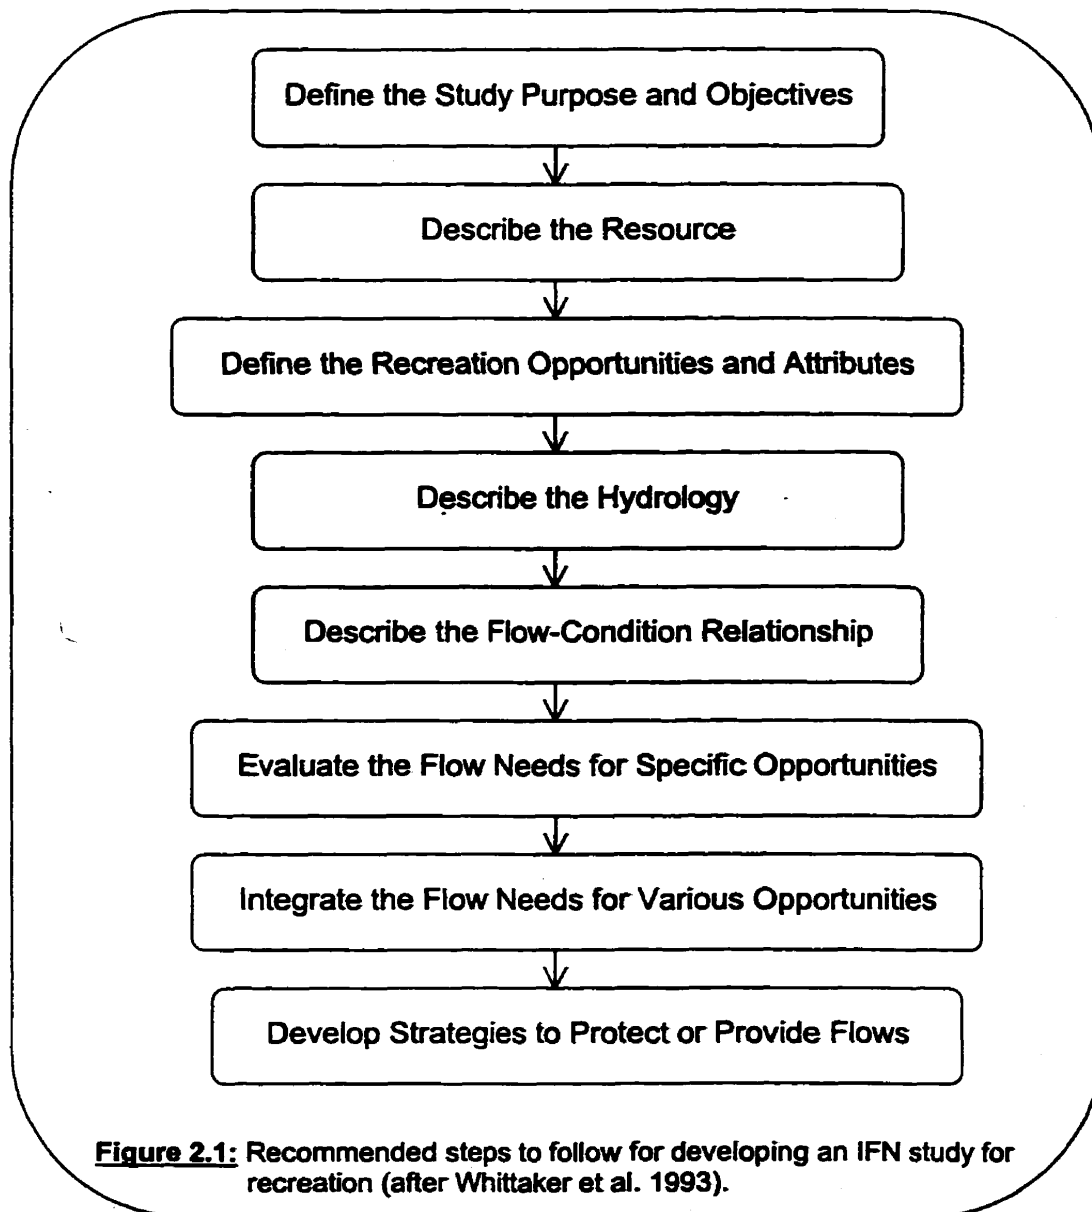 Define the Study Purpose and Objectives
Describe the Resource
Define the Recreation Opportunities and Attributes
Describe the Hydrology
Describe the Flow-Condition Relationship
Evaluate the Flow Needs for Specific Opportunities
Integrate the Flow Needs for Various Opportunities
Develop Strategies to Protect or Provide Flows
Figure 2.1: Recommended steps to follow for developing an IFN study for
recreation (after Whittaker et al. 1993).